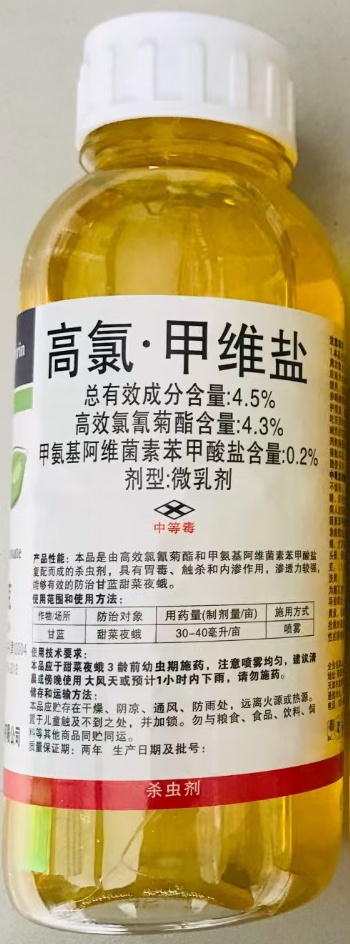 高氯·甲维盐
总有效成分含量:4.5%
高效氯氰菊酯含量:4.3%
甲氨基阿维菌素苯甲酸盐含量:0.2%
剂型:微乳剂
中等毒
产品性能：本品是由高效氯氰菊酯和甲氨基阿维菌素苯甲酸盐
复配而成的杀虫剂，具有胃毒、触杀和内渗作用，渗透力较强，
能够有效的防治甘蓝甜菜夜蛾。
使用范围和使用方法：
作物/场所 防治对象 用药量(制剂量/亩) 施用方式
甘蓝 甜菜夜蛾 30-40毫升/亩 喷雾
使用技术要求：
本品应于甜菜夜蛾3龄前幼虫期施药，注意喷雾均匀，建议清
晨或傍晚使用大风天或预计1小时内下雨，请勿施药。
储存和运输方法：
本品应贮存在干燥、阴凉、通风、防雨处，远离火源或热源。
置于儿童触及不到之处，并加锁。勿与粮食、食品、饮料、饲
料等其他商品同贮同运。
质量保证期：两年 生产日期及批号：
杀虫剂